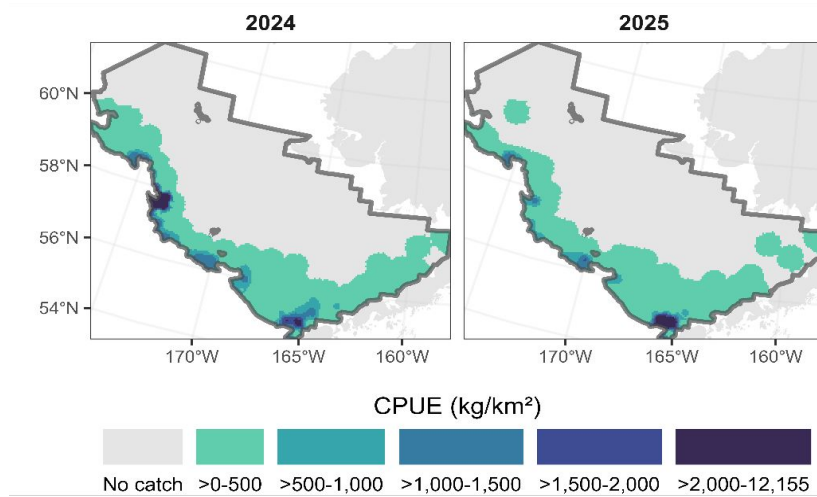 2024 2025
60°N
58°N
56°N
54°N
170°W 165°W 160°W 170°W 165°W 160°W
CPUE (kg/km²)
No catch >0-500 >500-1,000 >1,000-1,500 >1,500-2,000 >2,000-12,155